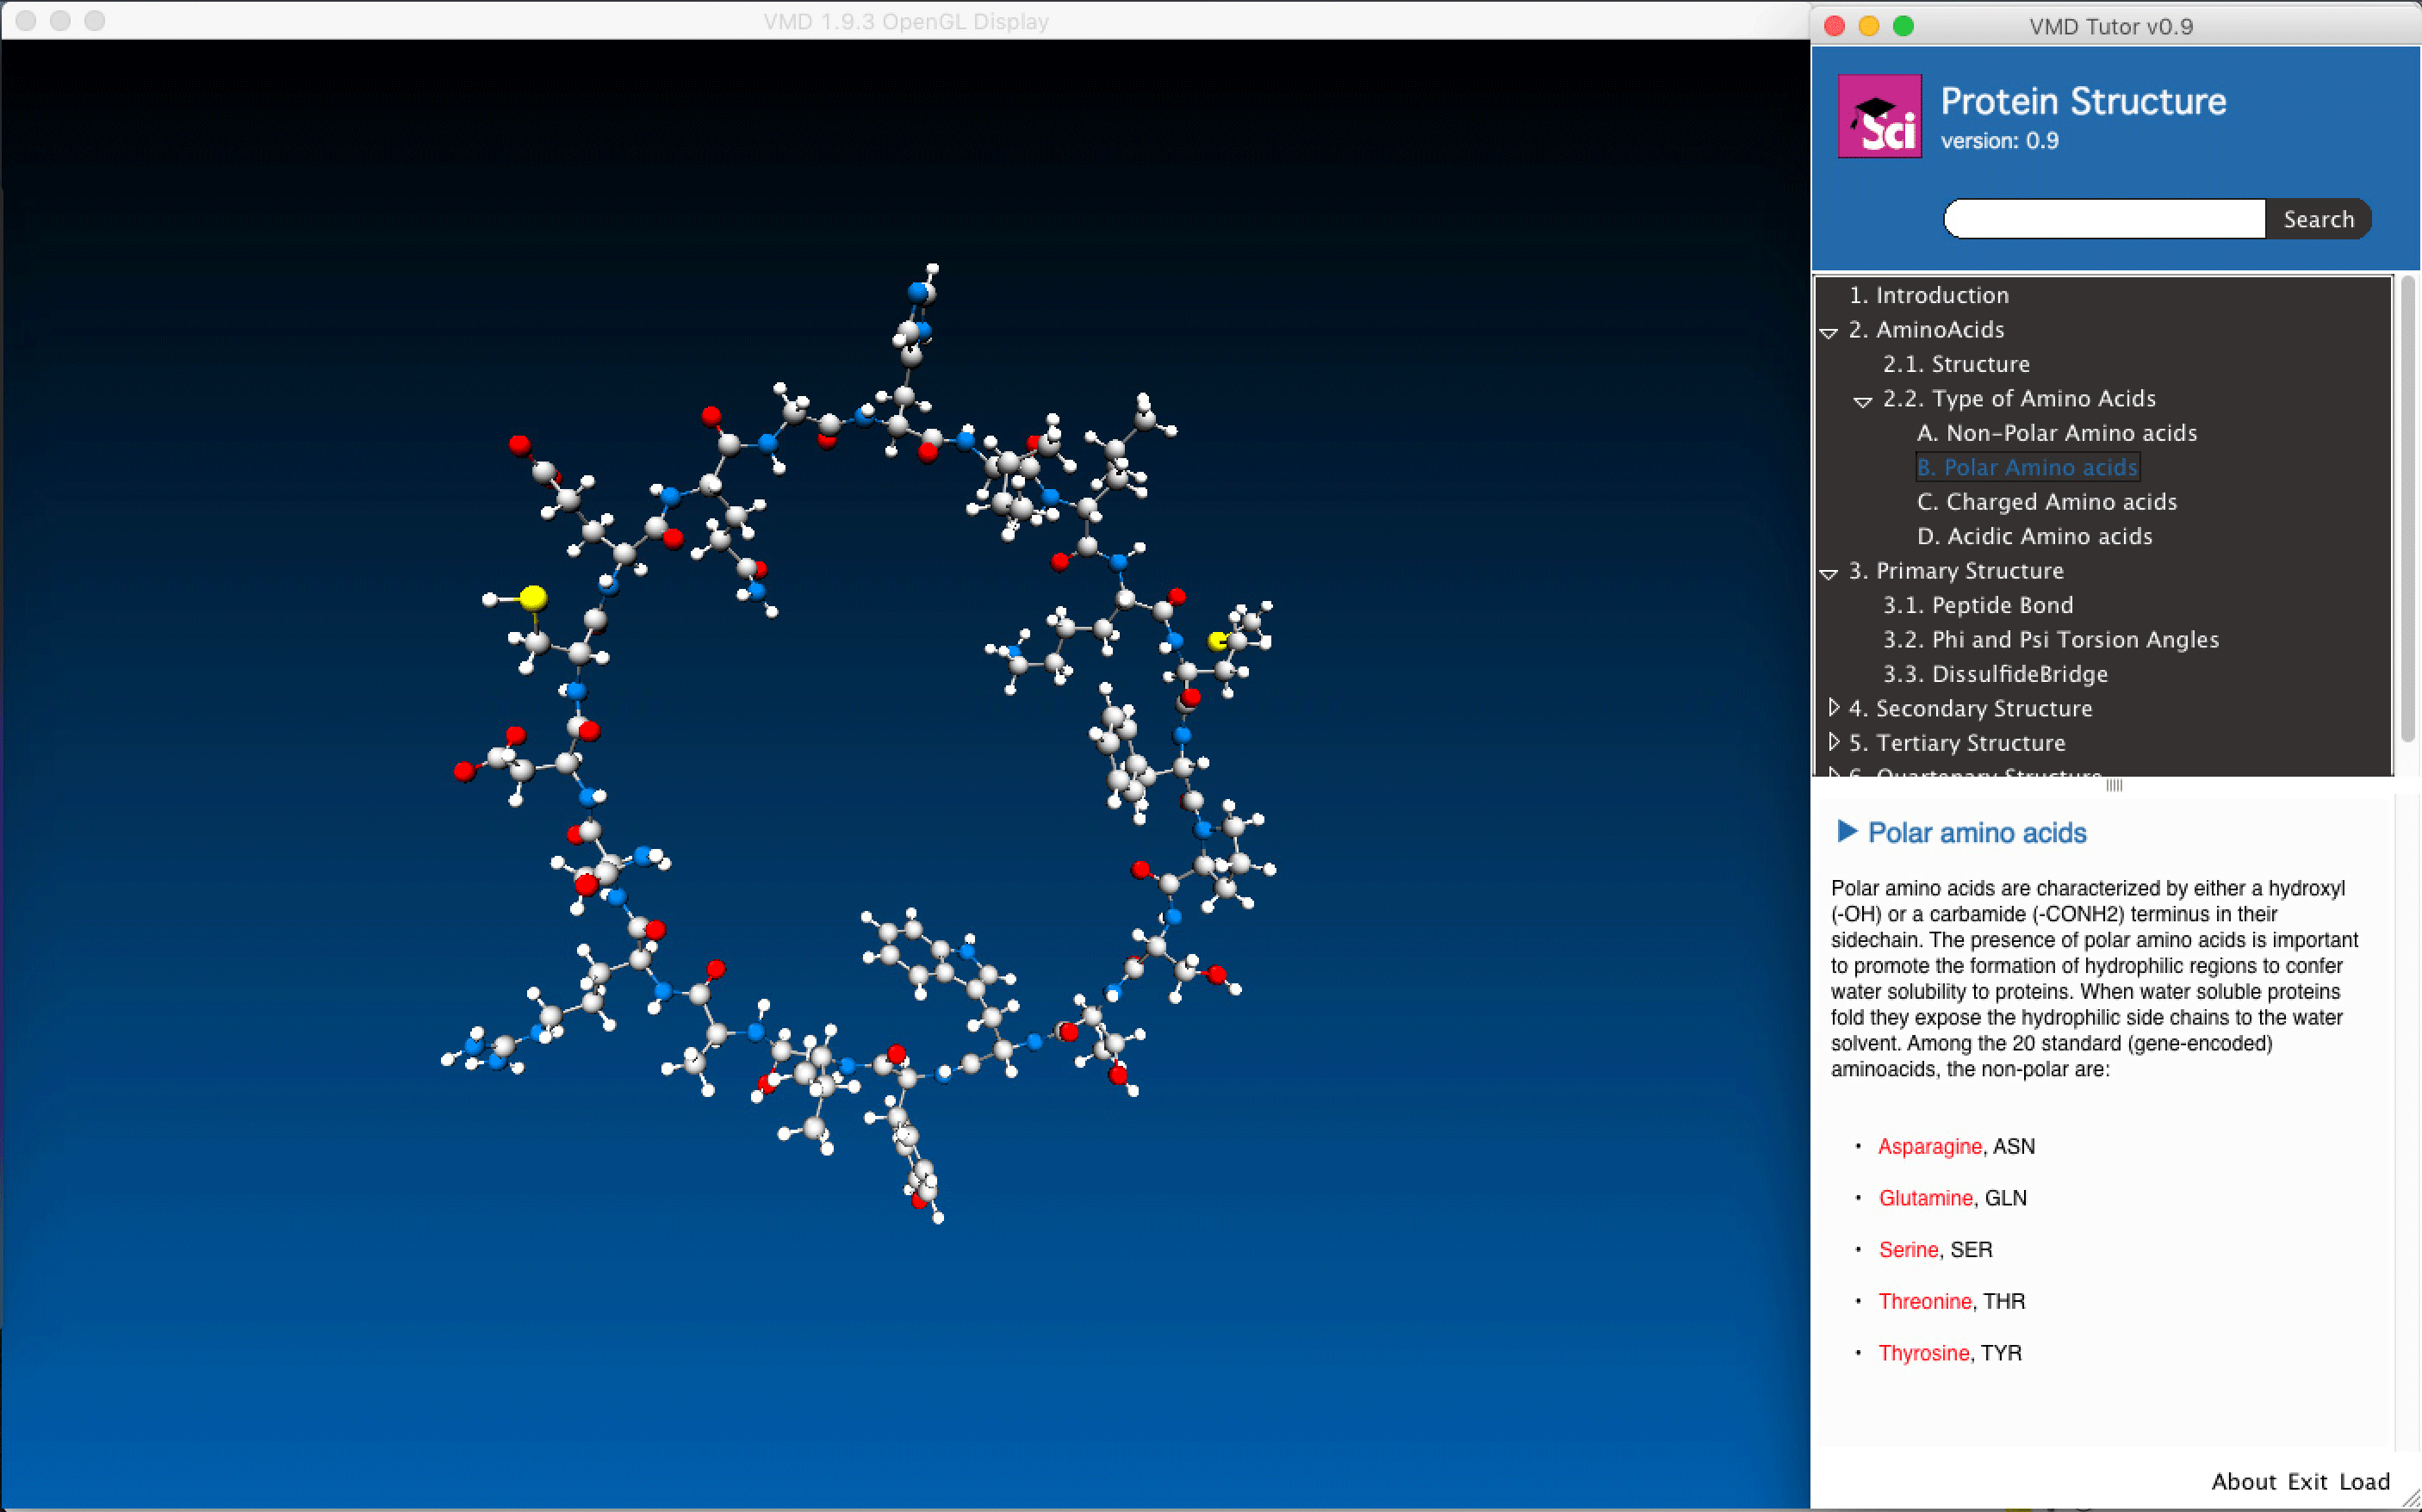 VMD 1.9.3 OpenGL Display
VMD Tutor v0.9
Sci
Protein Structure
version: 0.9
Search
1. Introduction
2. AminoAcids
2.1. Structure
2.2. Type of Amino Acids
A. Non-Polar Amino acids
B. Polar Amino acids
C. Charged Amino acids
D. Acidic Amino acids
3. Primary Structure
3.1. Peptide Bond
3.2. Phi and Psi Torsion Angles
3.3. DissulfideBridge
4. Secondary Structure
5. Tertiary Structure
6. Quartenary Structure
Polar amino acids
Polar amino acids are characterized by either a hydroxyl
(-OH) or a carbamide (-CONH2) terminus in their
sidechain. The presence of polar amino acids is important
to promote the formation of hydrophilic regions to confer
water solubility to proteins. When water soluble proteins
fold they expose the hydrophilic side chains to the water
solvent. Among the 20 standard (gene-encoded)
aminoacids, the non-polar are:
• Asparagine, ASN
• Glutamine, GLN
• Serine, SER
• Threonine, THR
• Thyrosine, TYR
About Exit Load